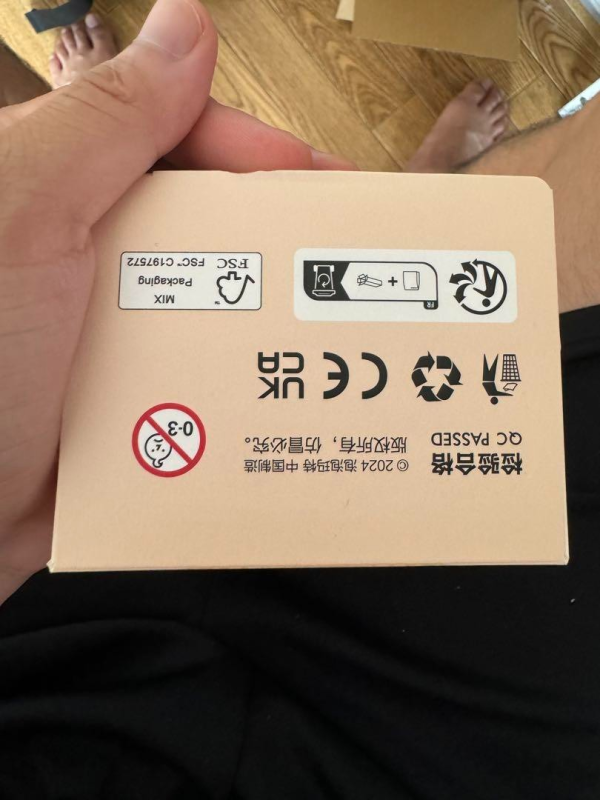 检验合格
QC PASSED
© 2024 泡泡玛特 中国制造
版权所有，仿冒必究。
0-3
CE
UK
CA
FR
+
MIX
Packaging
FSC
FSC™ C197572